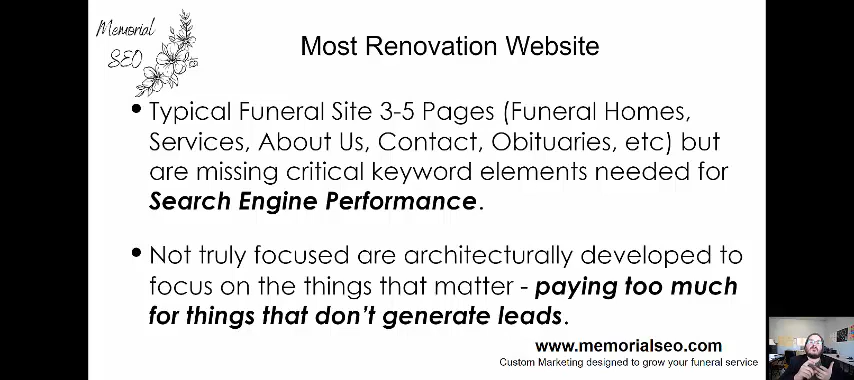 Memorial
SEO
Most Renovation Website
• Typical Funeral Site 3-5 Pages (Funeral Homes,
Services, About Us, Contact, Obituaries, etc) but
are missing critical keyword elements needed for
Search Engine Performance.
• Not truly focused are architecturally developed to
focus on the things that matter - paying too much
for things that don't generate leads.
www.memorialseo.com
Custom Marketing designed to grow your funeral service